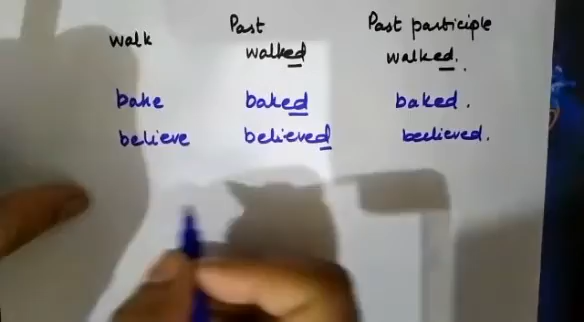 Past Past participle
walk walked walked.
bake baked baked.
believe believed beelieved.